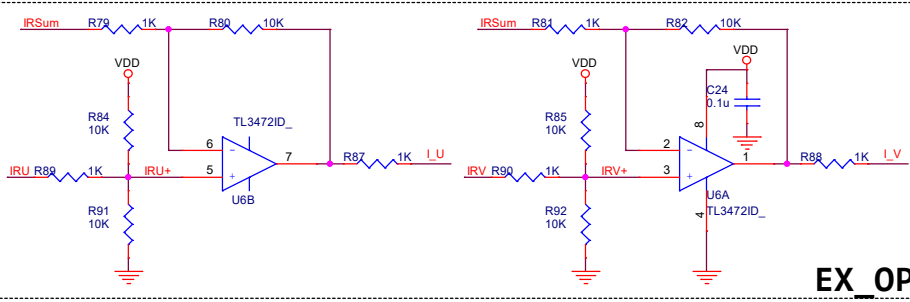 IRSum R79 1K R80 10K
VDD
R84
10K
TL3472ID_
6
7
5
IRU R89 1K IRU+
R87 1K I_U
U6B
R91
10K
IRSum R81 1K R82 10K
VDD
VDD
C24
0.1u
R85
10K
8
2
1
3
IRV R90 1K IRV+
R88 1K I_V
U6A
TL3472ID_
4
R92
10K
EX_OP